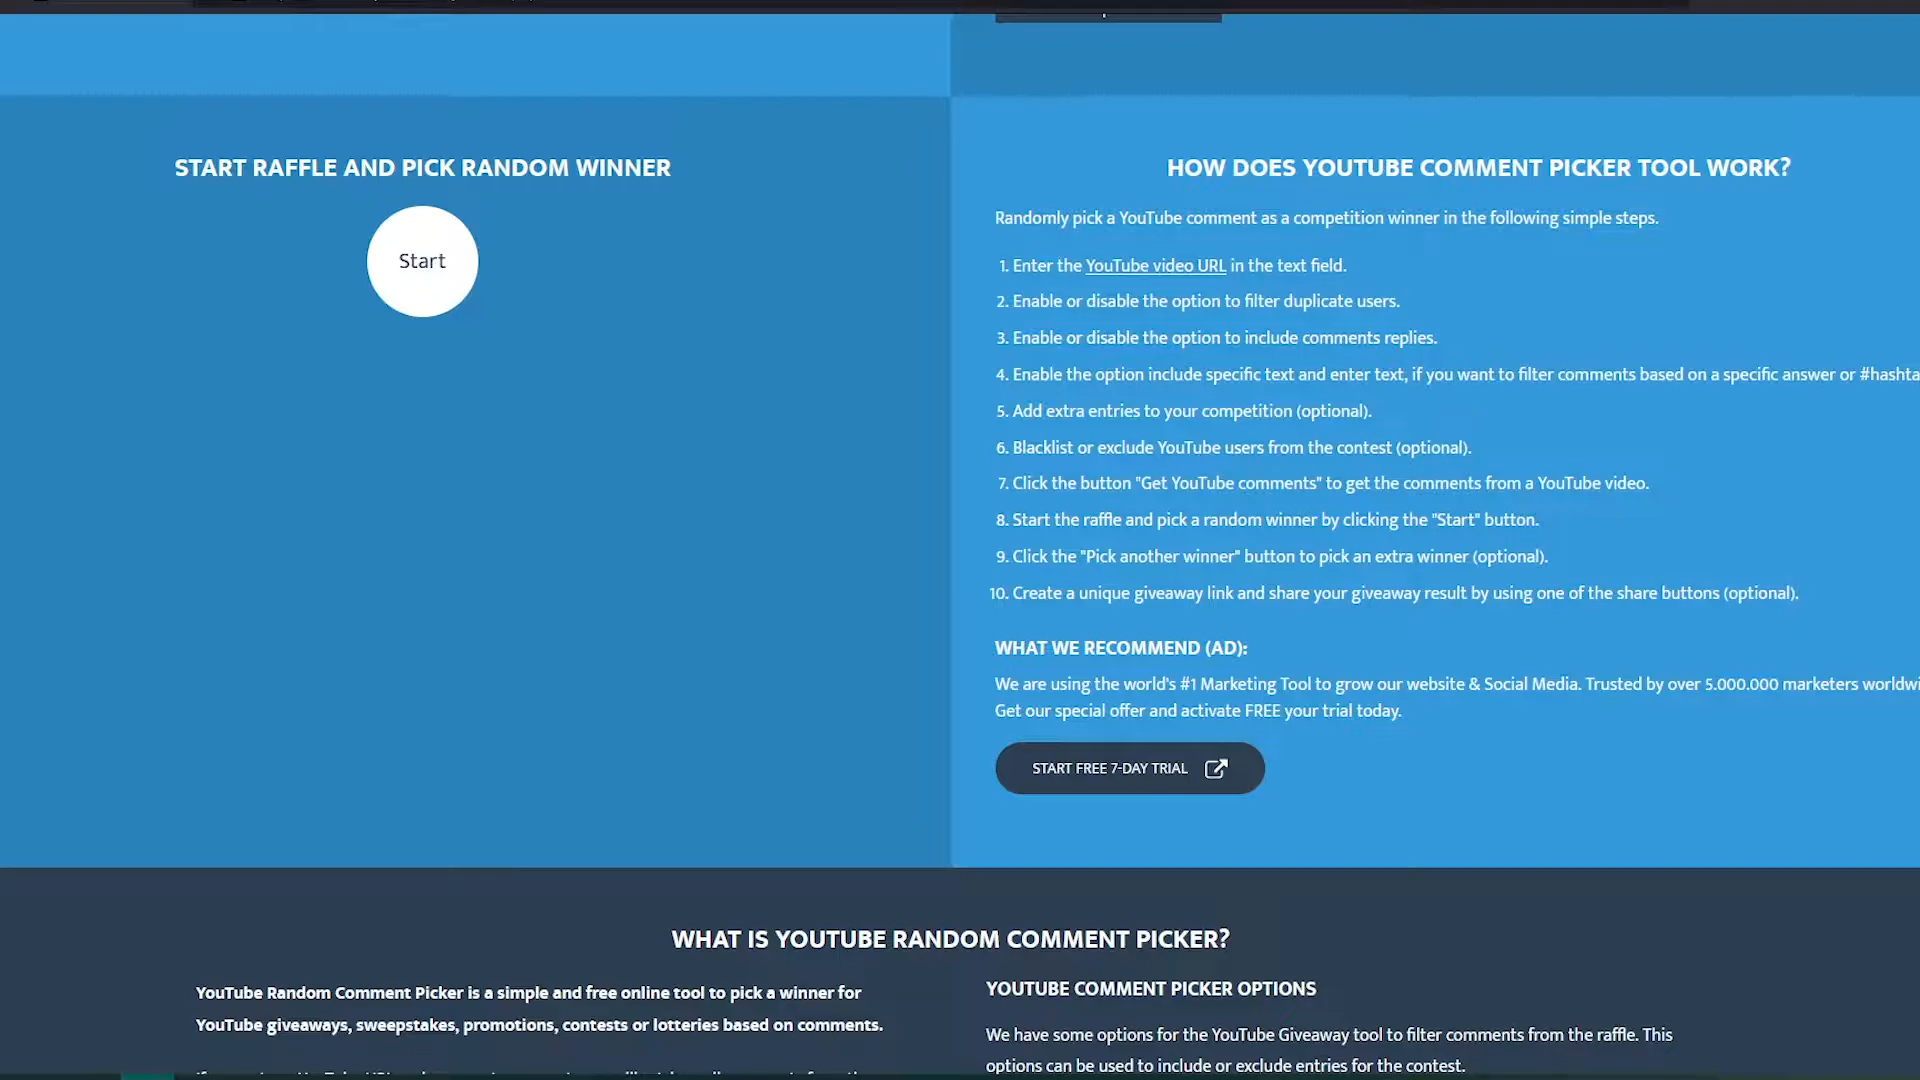 START RAFFLE AND PICK RANDOM WINNER
Start
HOW DOES YOUTUBE COMMENT PICKER TOOL WORK?
Randomly pick a YouTube comment as a competition winner in the following simple steps.
1. Enter the YouTube video URL in the text field.
2. Enable or disable the option to filter duplicate users.
3. Enable or disable the option to include comments replies.
4. Enable the option include specific text and enter text, if you want to filter comments based on a specific answer or #hashta
5. Add extra entries to your competition (optional).
6. Blacklist or exclude YouTube users from the contest (optional).
7. Click the button "Get YouTube comments" to get the comments from a YouTube video.
8. Start the raffle and pick a random winner by clicking the "Start" button.
9. Click the "Pick another winner" button to pick an extra winner (optional).
10. Create a unique giveaway link and share your giveaway result by using one of the share buttons (optional).
WHAT WE RECOMMEND (AD):
We are using the world's #1 Marketing Tool to grow our website & Social Media. Trusted by over 5.000.000 marketers worldwi
Get our special offer and activate FREE your trial today.
START FREE 7-DAY TRIAL
WHAT IS YOUTUBE RANDOM COMMENT PICKER?
YouTube Random Comment Picker is a simple and free online tool to pick a winner for
YouTube giveaways, sweepstakes, promotions, contests or lotteries based on comments.
YOUTUBE COMMENT PICKER OPTIONS
We have some options for the YouTube Giveaway tool to filter comments from the raffle. This
options can be used to include or exclude entries for the contest.